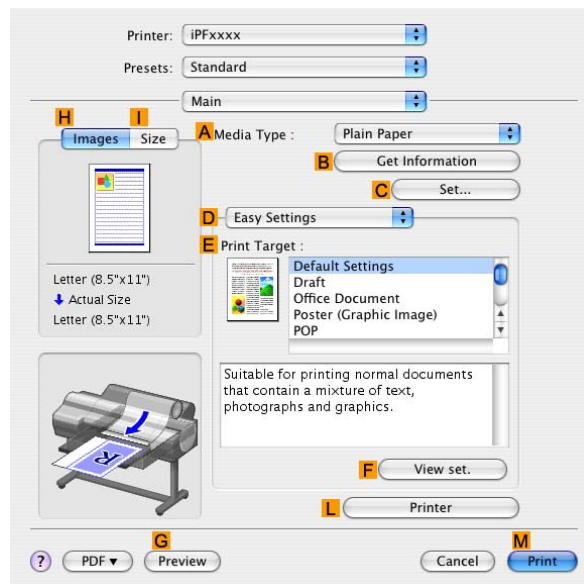 Printer: iPFxxxx
Presets: Standard
Main
H I
Images Size
A Media Type : Plain Paper
B Get Information
C Set...
D Easy Settings
E Print Target :
Default Settings
Draft
Office Document
Poster (Graphic Image)
POP
Letter (8.5"x11")
Actual Size
Letter (8.5"x11")
Suitable for printing normal documents
that contain a mixture of text,
photographs and graphics.
R
F View set.
L Printer
G M
? PDF Preview Cancel Print